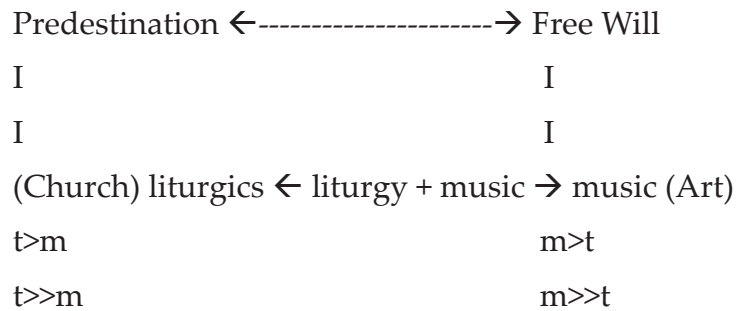 Predestination ←----------------------→ Free Will
I I
I I
(Church) liturgics ← liturgy + music → music (Art)
t>m m>t
t>>m m>>t